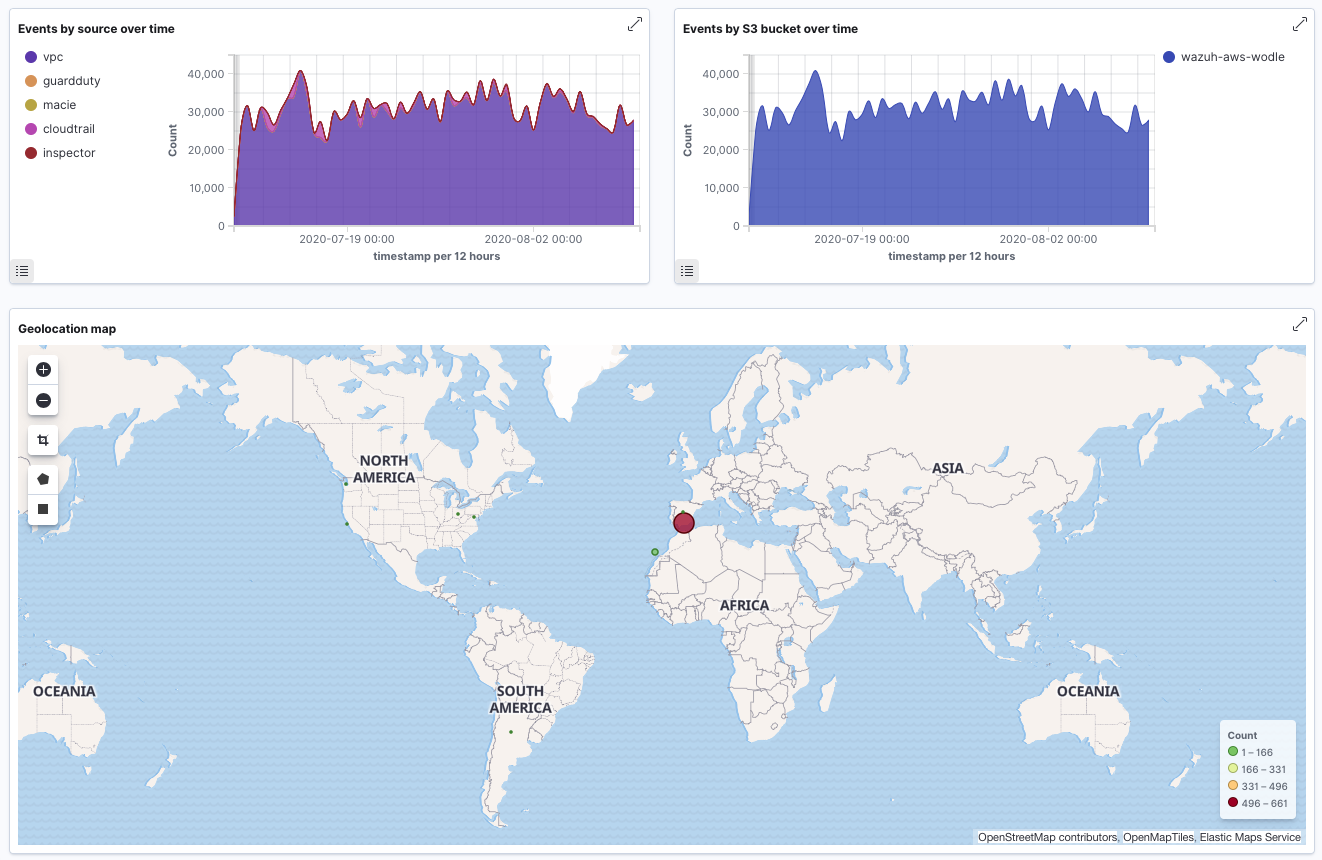 Events by source over time
vpc
guardduty
macie
cloudtrail
inspector
Count
40,000
30,000
20,000
10,000
0
2020-07-19 00:00
2020-08-02 00:00
timestamp per 12 hours
Events by S3 bucket over time
Count
40,000
30,000
20,000
10,000
0
2020-07-19 00:00
2020-08-02 00:00
timestamp per 12 hours
wazuh-aws-wodle
Geolocation map
NORTH
AMERICA
ASIA
AFRICA
OCEANIA
SOUTH
AMERICA
OCEANIA
Count
1 – 166
166 – 331
331 – 496
496 – 661
OpenStreetMap contributors, OpenMapTiles, Elastic Maps Service